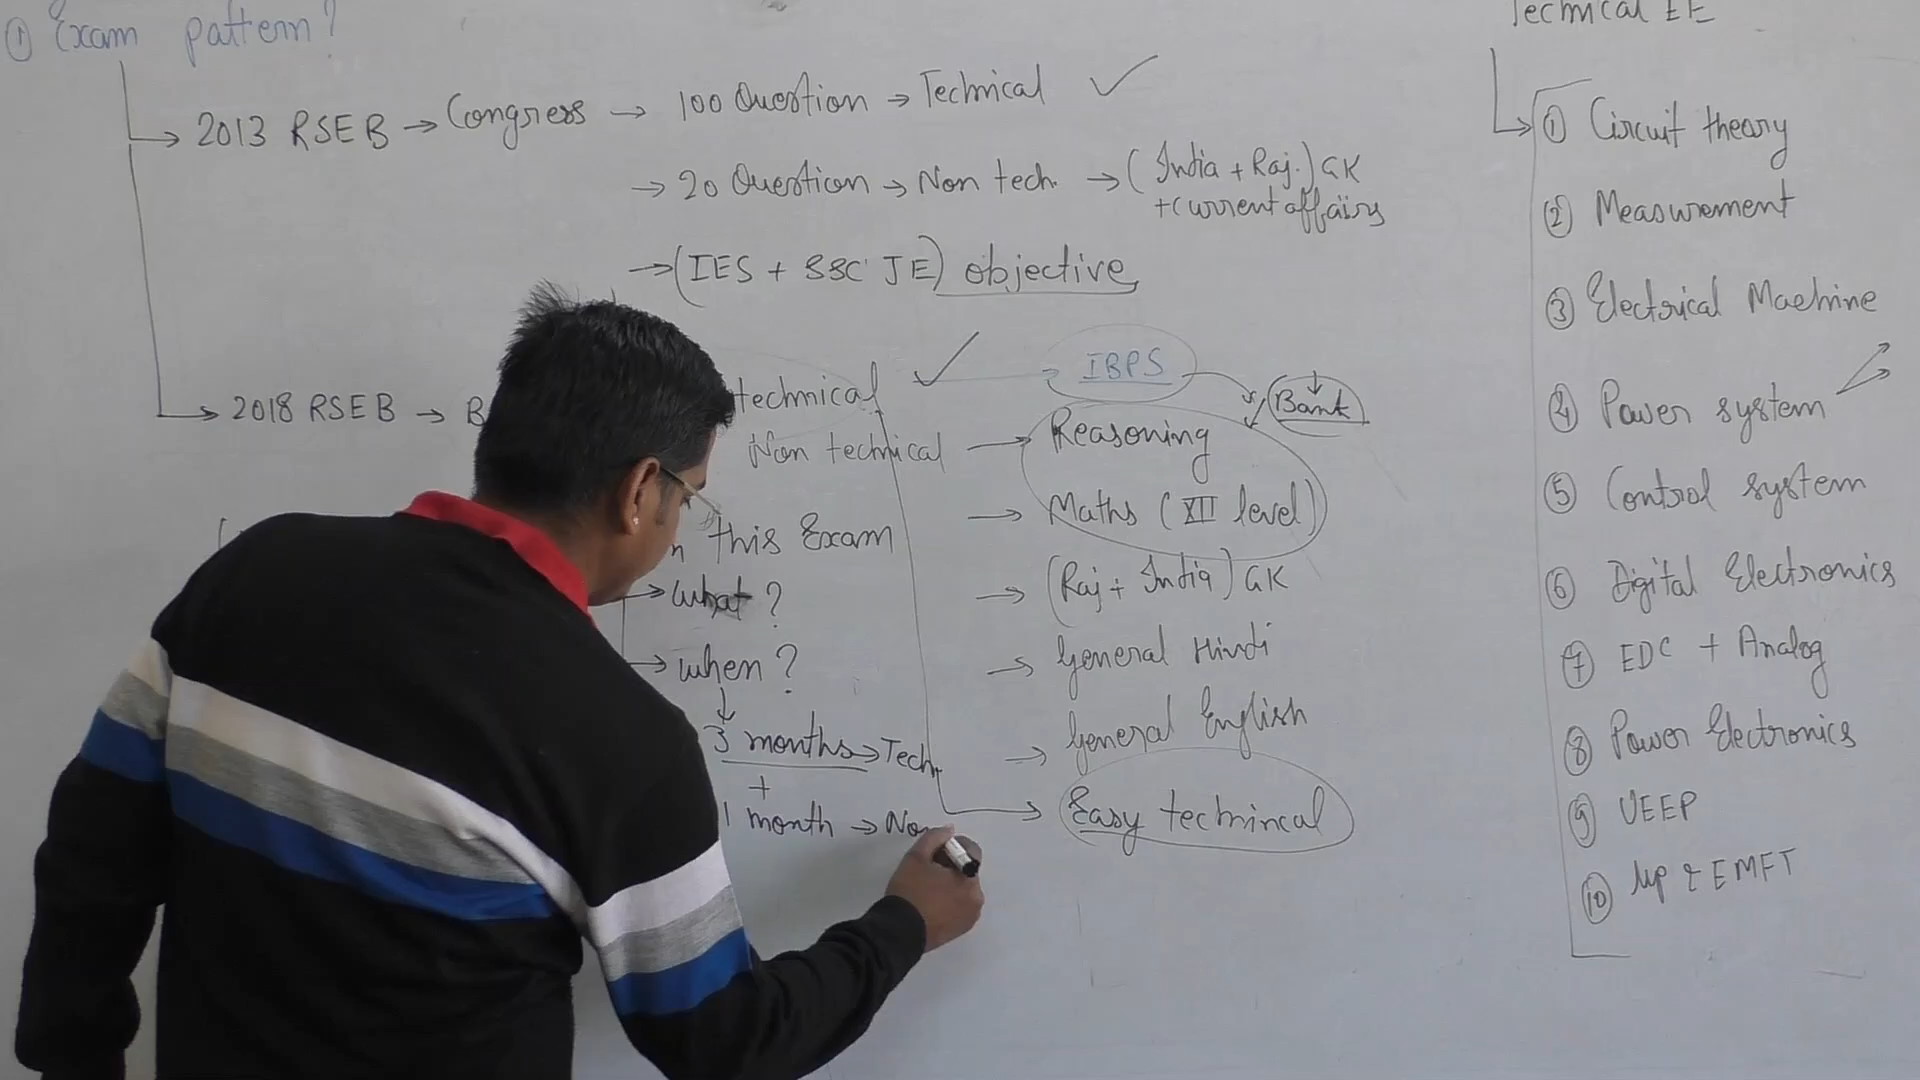 ① Exam pattern?
→ 2013 RSEB → Congress → 100 Question → Technical ✓
→ 20 Question → Non tech. → (India + Raj.) GK
+ Current affairs
→ (IES + SSC JE) objective
→ 2018 RSEB →
technical ✓ → IBPS → Bank
Non technical → Reasoning
→ Maths (XII level)
→ (Raj + India) GK
→ General Hindi
→ General English
→ Easy technincal
this Exam
→ What?
→ when?
↓
3 months → Tech.
+
1 month → Non
Technical EE
① Circuit theory
② Measurement
③ Electrical Machine
④ Power system
⑤ Control system
⑥ Digital Electronics
⑦ EDC + Analog
⑧ Power Electronics
⑨ UEEP
⑩ μp & EMFT